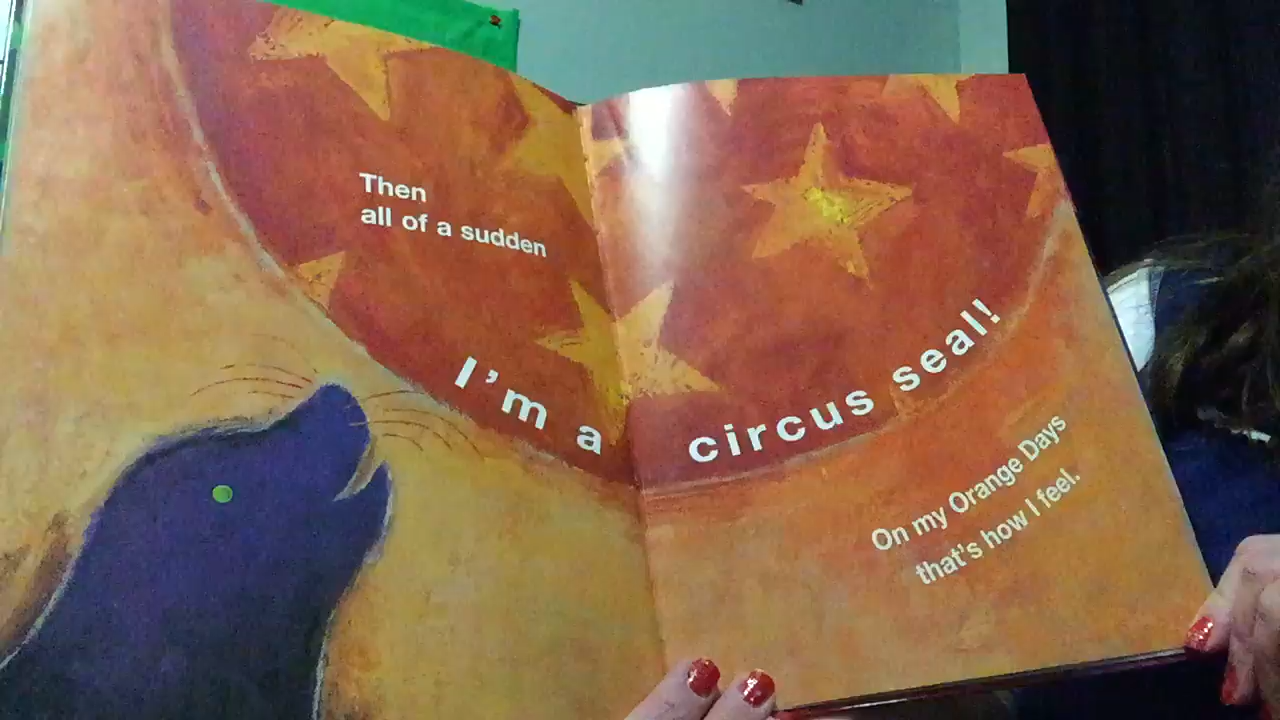 Then
all of a sudden
I'm a circus seal!
On my Orange Days
that's how I feel.